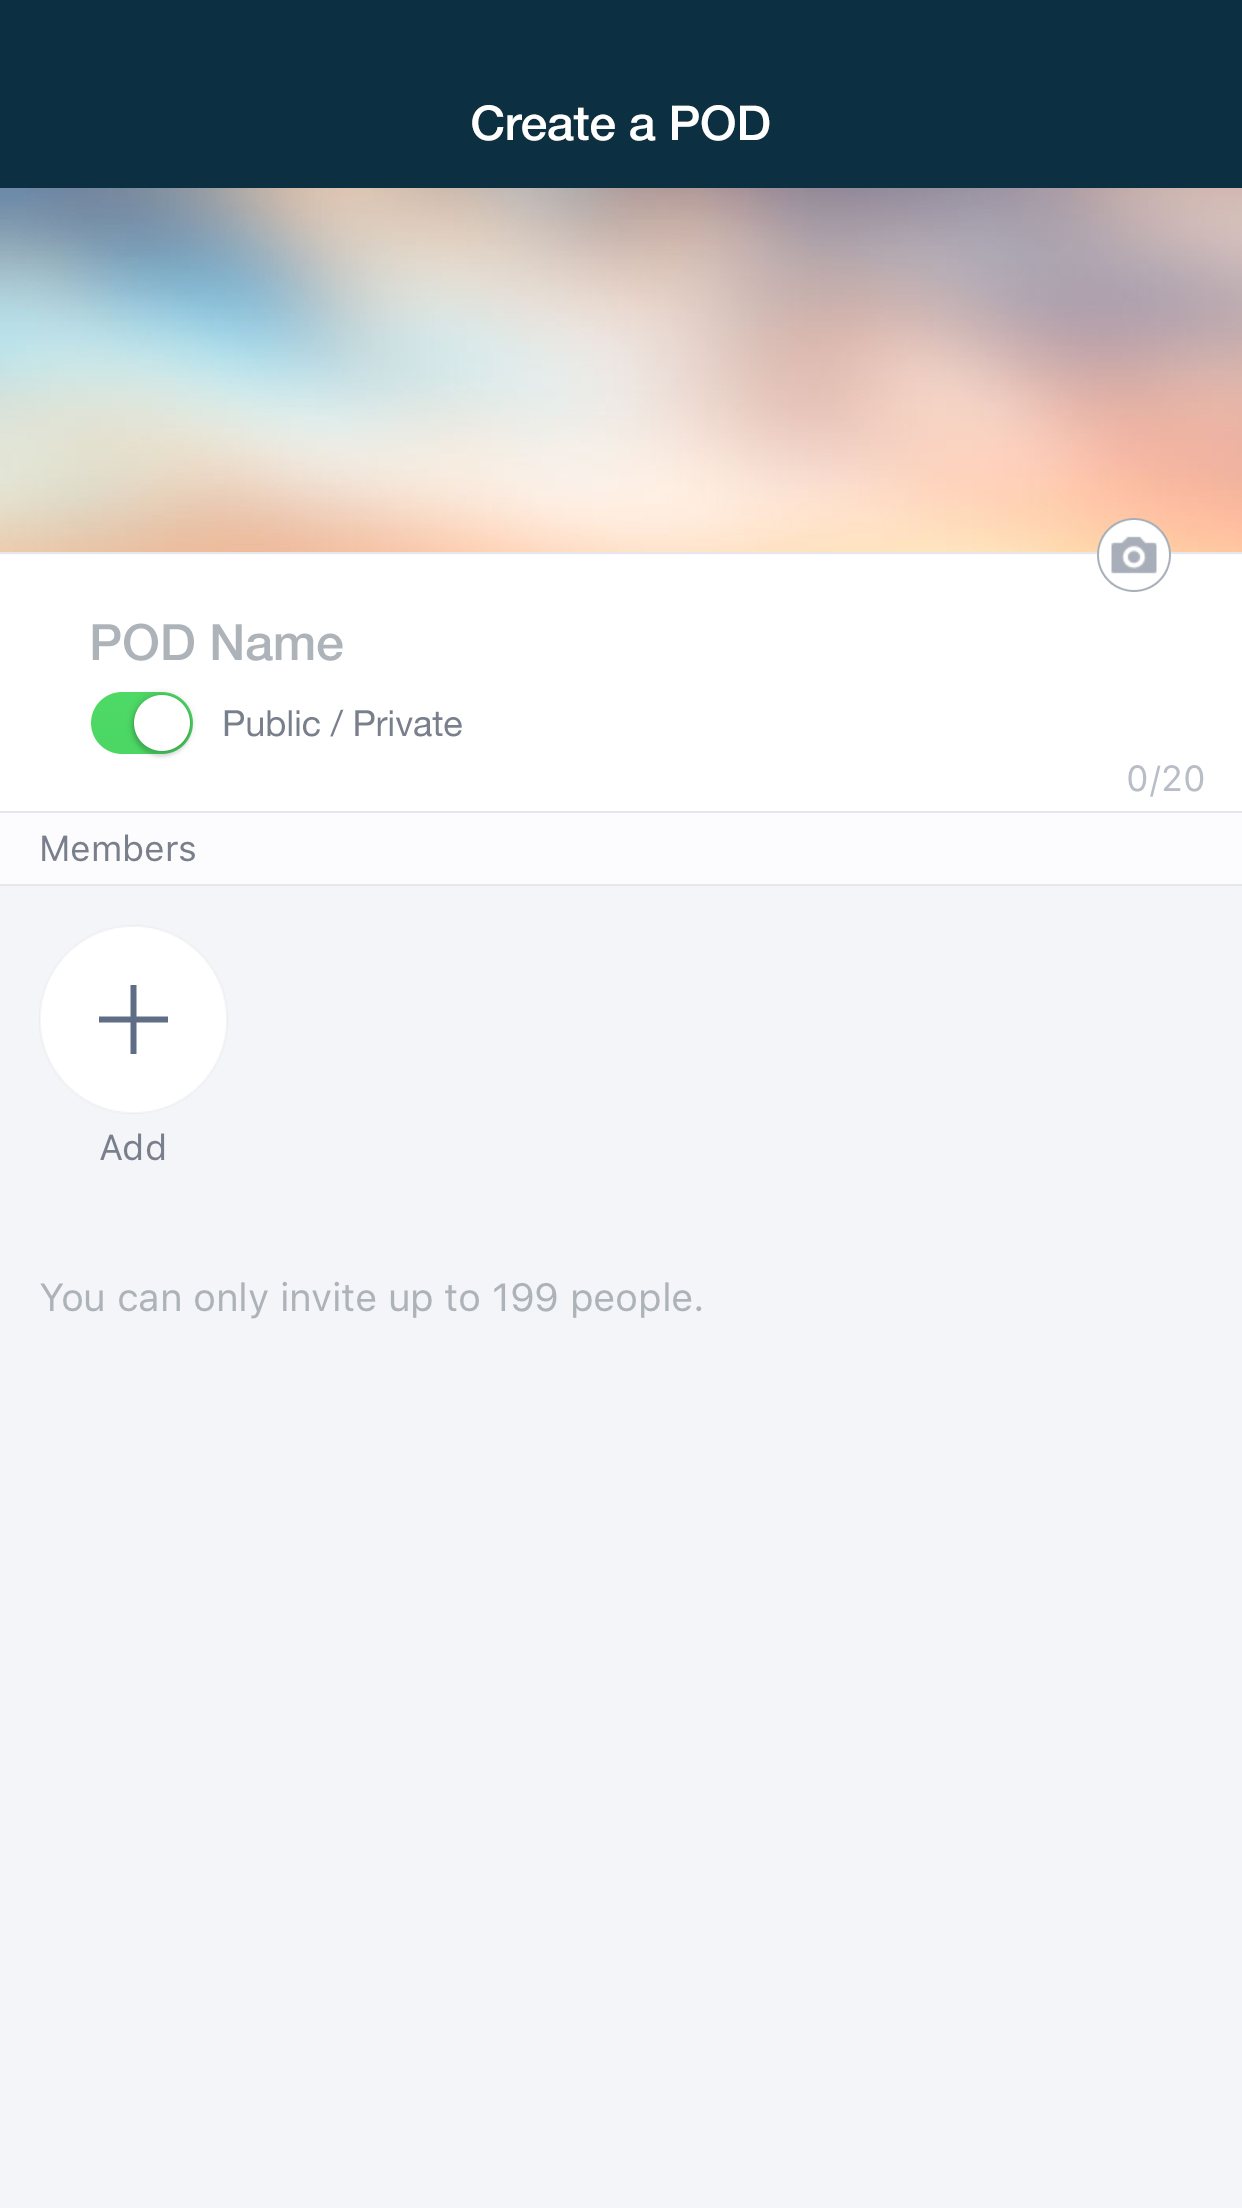 Create a POD
POD Name
Public / Private
0/20
Members
Add
You can only invite up to 199 people.